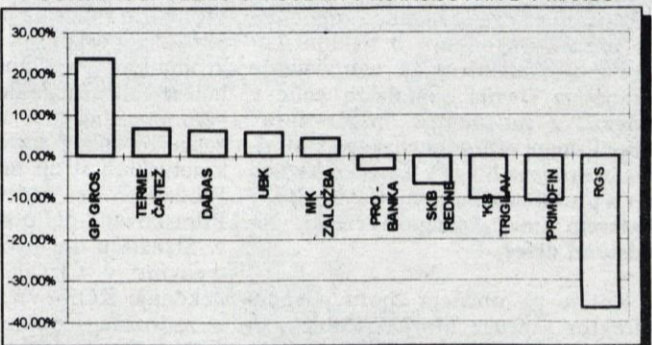 30,00%
20,00%
10,00%
0,00%
-10,00%
-20,00%
-30,00%
-40,00%
GP GROS.
TERME
ČATEŽ
DADAS
UBK
MK
ZALOŽBA
PRO -
BANKA
SKB
REDNE
'KB
TRIGLAV
'PRIMOFIN
RGS